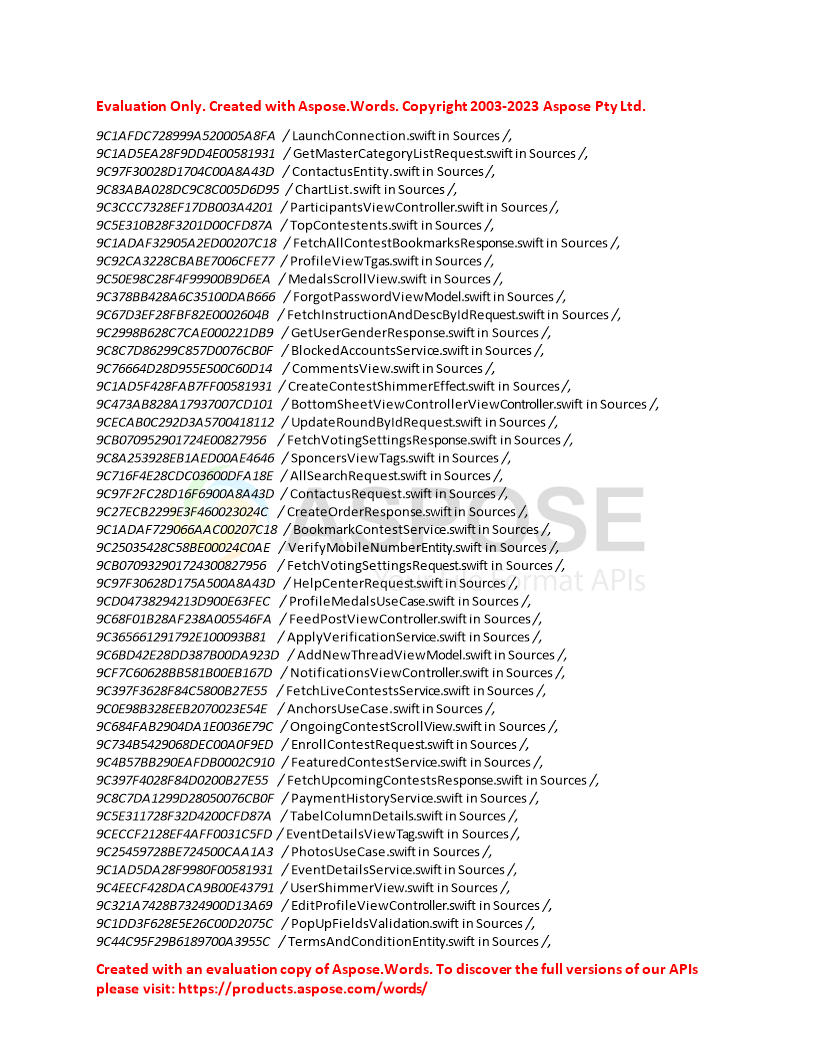 Evaluation Only. Created with Aspose.Words. Copyright 2003-2023 Aspose Pty Ltd.
9C1AFDC728999A520005A8FA / LaunchConnection.swift in Sources /,
9C1AD5EA28F9DD4E00581931 / GetMasterCategoryListRequest.swift in Sources /,
9C97F30028D1704C00A8A43D / ContactusEntity.swift in Sources /,
9C83ABA028DC9C8C005D6D95 / ChartList.swift in Sources /,
9C3CCC7328EF17DB003A4201 / ParticipantsViewController.swift in Sources /,
9C5E310B28F3201D00CFD87A / TopContestents.swift in Sources /,
9C1ADAF32905A2ED00207C18 / FetchAllContestBookmarksResponse.swift in Sources /,
9C92CA3228CBABE7006CFE77 / ProfileViewTgas.swift in Sources /,
9C50E98C28F4F99900B9D6EA / MedalsScrollView.swift in Sources /,
9C378BB428A6C35100DAB666 / ForgotPasswordViewModel.swift in Sources /,
9C67D3EF28FBF82E0002604B / FetchInstructionAndDescByIdRequest.swift in Sources /,
9C2998B628C7CAE000221DB9 / GetUserGenderResponse.swift in Sources /,
9C8C7D86299C857D0076CB0F / BlockedAccountsService.swift in Sources /,
9C76664D28D955E500C60D14 / CommentsView.swift in Sources /,
9C1AD5F428FAB7FF00581931 / CreateContestShimmerEffect.swift in Sources /,
9C473AB828A17937007CD101 / BottomSheetViewControllerViewController.swift in Sources /,
9CECAB0C292D3A5700418112 / UpdateRoundByIdRequest.swift in Sources /,
9CB070952901724E00827956 / FetchVotingSettingsResponse.swift in Sources /,
9C8A253928EB1AED00AE4646 / SponcersViewTags.swift in Sources /,
9C716F4E28CDC03600DFA18E / AllSearchRequest.swift in Sources /,
9C97F2FC28D16F6900A8A43D / ContactusRequest.swift in Sources /,
9C27ECB2299E3F460023024C / CreateOrderResponse.swift in Sources /,
9C1ADAF729066AAC00207C18 / BookmarkContestService.swift in Sources /,
9C25035428C58BE00024C0AE / VerifyMobileNumberEntity.swift in Sources /,
9CB070932901724300827956 / FetchVotingSettingsRequest.swift in Sources /,
9C97F30628D175A500A8A43D / HelpCenterRequest.swift in Sources /,
9CD04738294213D900E63FEC / ProfileMedalsUseCase.swift in Sources /,
9C68F01B28AF238A005546FA / FeedPostViewController.swift in Sources /,
9C365661291792E100093B81 / ApplyVerificationService.swift in Sources /,
9C6BD42E28DD387B00DA923D / AddNewThreadViewModel.swift in Sources /,
9CF7C60628BB581B00EB167D / NotificationsViewController.swift in Sources /,
9C397F3628F84C5800B27E55 / FetchLiveContestsService.swift in Sources /,
9C0E98B328EEB2070023E54E / AnchorsUseCase.swift in Sources /,
9C684FAB2904DA1E0036E79C / OngoingContestScrollView.swift in Sources /,
9C734B5429068DEC00A0F9ED / EnrollContestRequest.swift in Sources /,
9C4B57BB290EAFDB0002C910 / FeaturedContestService.swift in Sources /,
9C397F4028F84D0200B27E55 / FetchUpcomingContestsResponse.swift in Sources /,
9C8C7DA1299D28050076CB0F / PaymentHistoryService.swift in Sources /,
9C5E311728F32D4200CFD87A / TabelColumnDetails.swift in Sources /,
9CECCF2128EF4AFF0031C5FD / EventDetailsViewTag.swift in Sources /,
9C25459728BE724500CAA1A3 / PhotosUseCase.swift in Sources /,
9C1AD5DA28F9980F00581931 / EventDetailsService.swift in Sources /,
9C4EECF428DACA9B00E43791 / UserShimmerView.swift in Sources /,
9C321A7428B7324900D13A69 / EditProfileViewController.swift in Sources /,
9C1DD3F628E5E26C00D2075C / PopUpFieldsValidation.swift in Sources /,
9C44C95F29B6189700A3955C / TermsAndConditionEntity.swift in Sources /,
ASPOSE
Your File Format APIs
Created with an evaluation copy of Aspose.Words. To discover the full versions of our APIs
please visit: https://products.aspose.com/words/